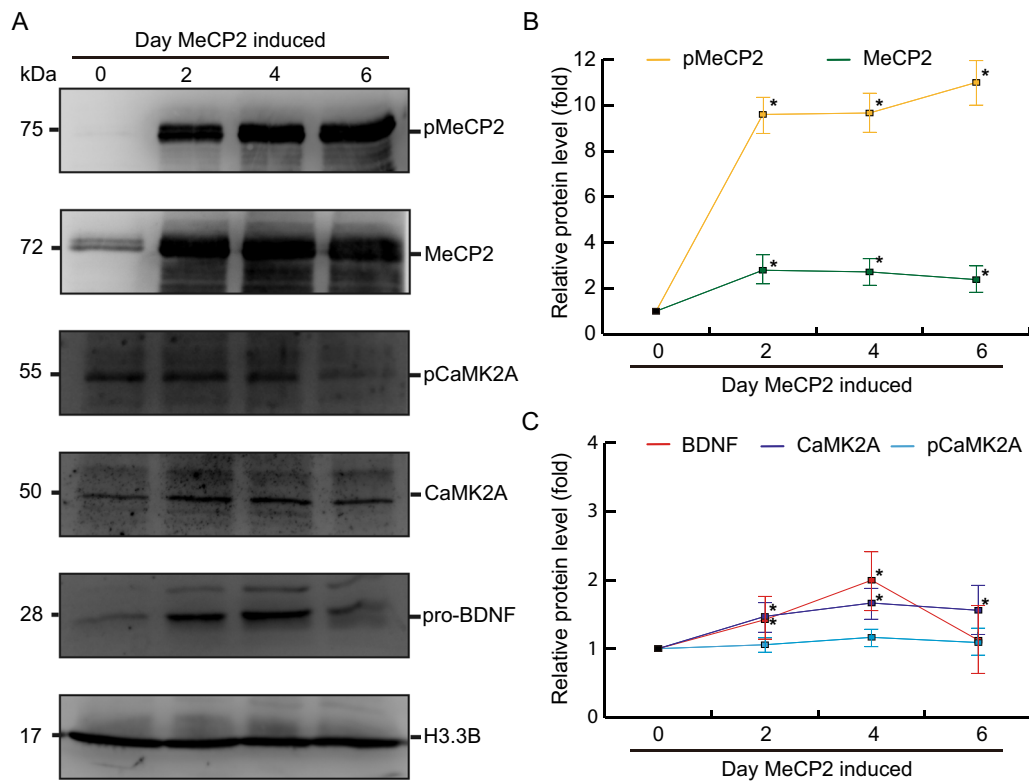 A
Day MeCP2 induced
kDa 0 2 4 6
75 pMeCP2
72 MeCP2
55 pCaMK2A
50 CaMK2A
28 pro-BDNF
17 H3.3B
B
pMeCP2 MeCP2
Relative protein level (fold)
12
10
8
6
4
2
0
* * *
* * *
0 2 4 6
Day MeCP2 induced
C
BDNF CaMK2A pCaMK2A
Relative protein level (fold)
4
3
2
1
0
* *
* * *
0 2 4 6
Day MeCP2 induced